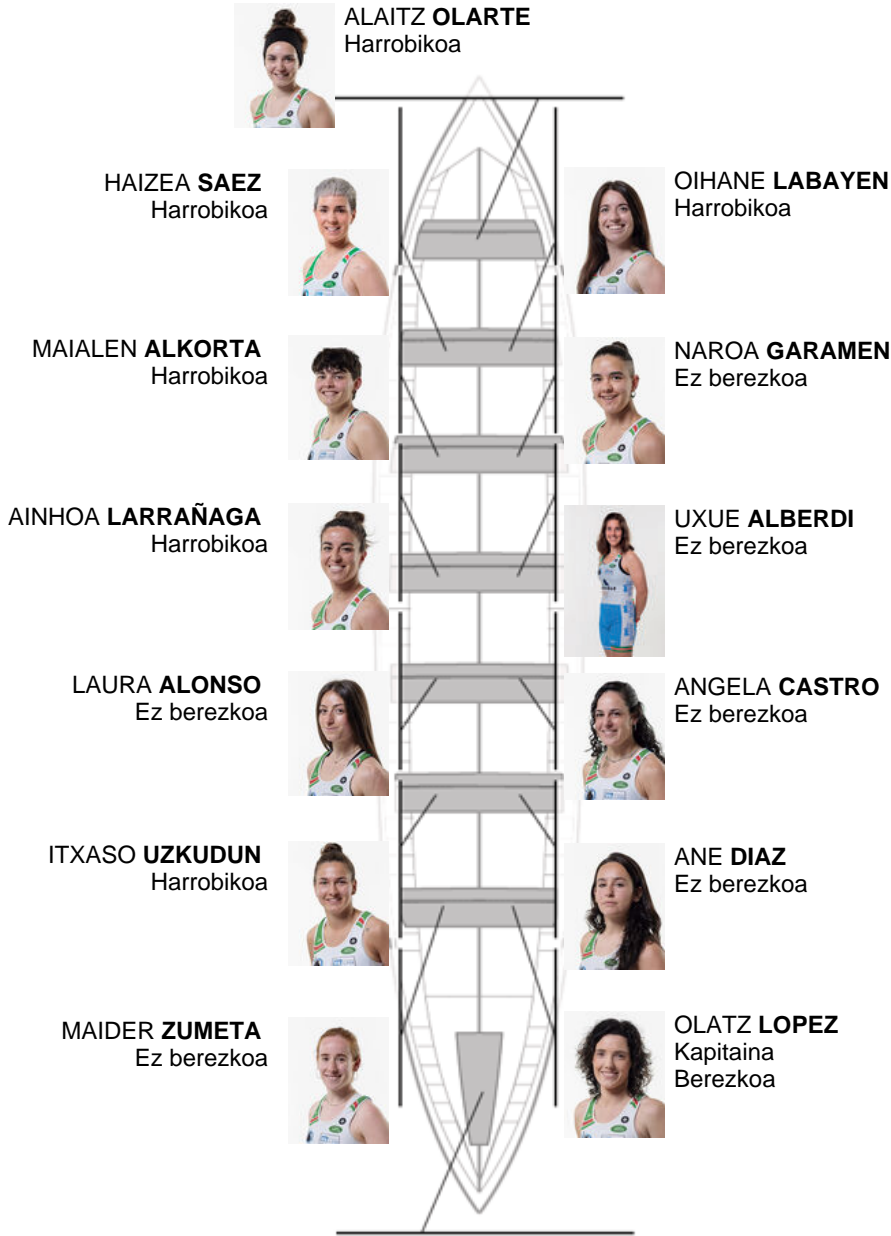 ALAITZ OLARTE
Harrobikoa
HAIZEA SAEZ
Harrobikoa
OIHANE LABAYEN
Harrobikoa
MAIALEN ALKORTA
Harrobikoa
NAROA GARAMEN
Ez berezkoa
AINHOA LARRAÑAGA
Harrobikoa
UXUE ALBERDI
Ez berezkoa
LAURA ALONSO
Ez berezkoa
ANGELA CASTRO
Ez berezkoa
ITXASO UZKUDUN
Harrobikoa
ANE DIAZ
Ez berezkoa
MAIDER ZUMETA
Ez berezkoa
OLATZ LOPEZ
Kapitaina
Berezkoa